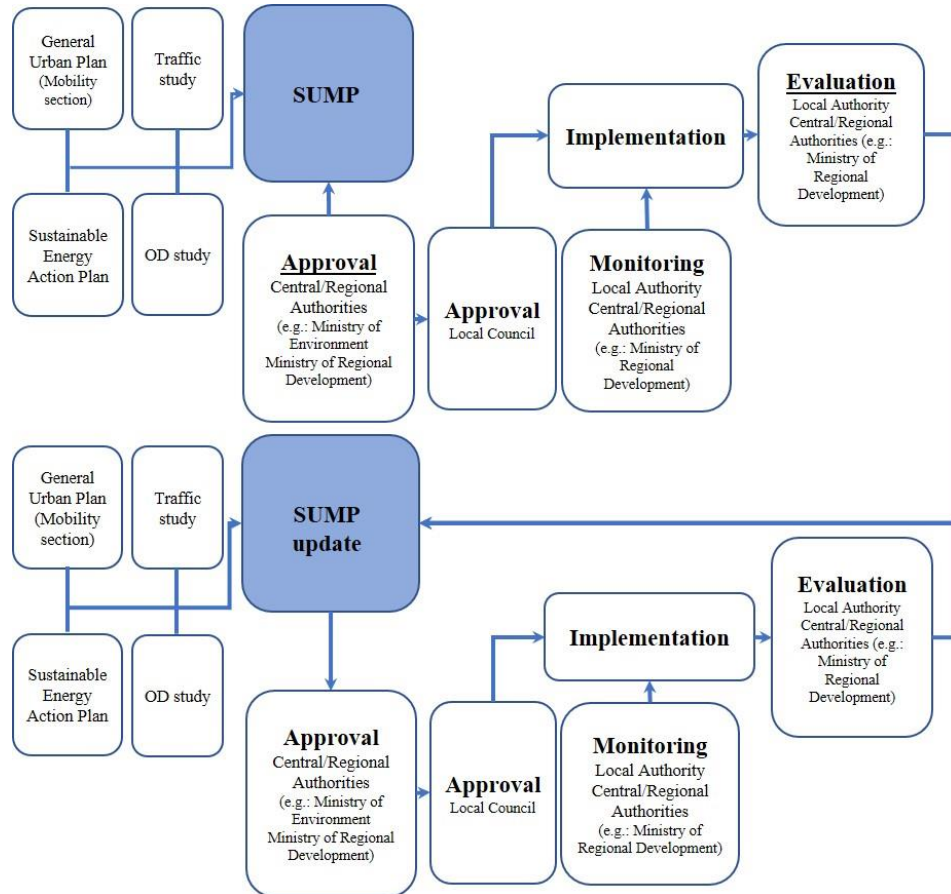 General
Urban Plan
(Mobility
section)
Traffic
study
SUMP
Sustainable
Energy
Action Plan
OD study
Approval
Central/Regional
Authorities
(e.g.: Ministry of
Environment
Ministry of Regional
Development)
Approval
Local Council
Implementation
Monitoring
Local Authority
Central/Regional
Authorities
(e.g.: Ministry of
Regional
Development)
Evaluation
Local Authority
Central/Regional
Authorities (e.g.:
Ministry of
Regional
Development)
General
Urban Plan
(Mobility
section)
Traffic
study
SUMP
update
Sustainable
Energy
Action Plan
OD study
Approval
Central/Regional
Authorities
(e.g.: Ministry of
Environment
Ministry of Regional
Development)
Approval
Local Council
Implementation
Monitoring
Local Authority
Central/Regional
Authorities
(e.g.: Ministry of
Regional Development)
Evaluation
Local Authority
Central/Regional
Authorities (e.g.:
Ministry of
Regional
Development)